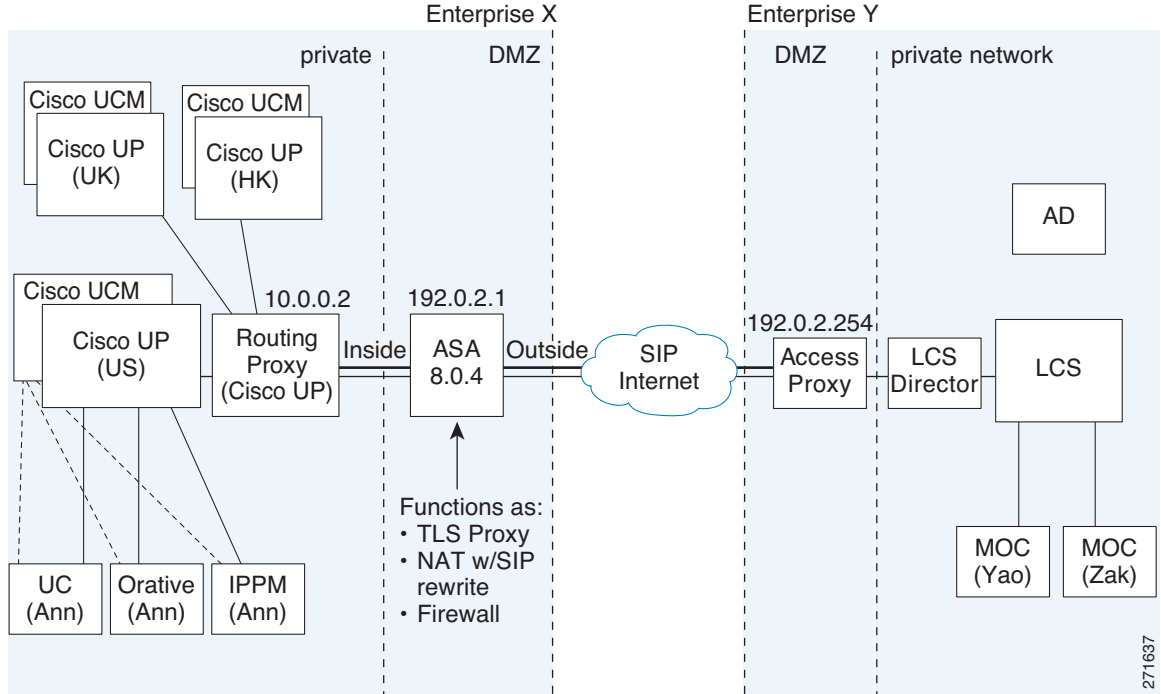 Enterprise X
Enterprise Y
private
DMZ
DMZ
private network
Cisco UCM
Cisco UP
(UK)
Cisco UCM
Cisco UP
(HK)
AD
Cisco UCM
Cisco UP
(US)
10.0.0.2
Routing
Proxy
(Cisco UP)
Inside
192.0.2.1
ASA
8.0.4
Outside
SIP
Internet
192.0.2.254
Access
Proxy
LCS
Director
LCS
Functions as:
• TLS Proxy
• NAT w/SIP
rewrite
• Firewall
UC
(Ann)
Orative
(Ann)
IPPM
(Ann)
MOC
(Yao)
MOC
(Zak)
271637